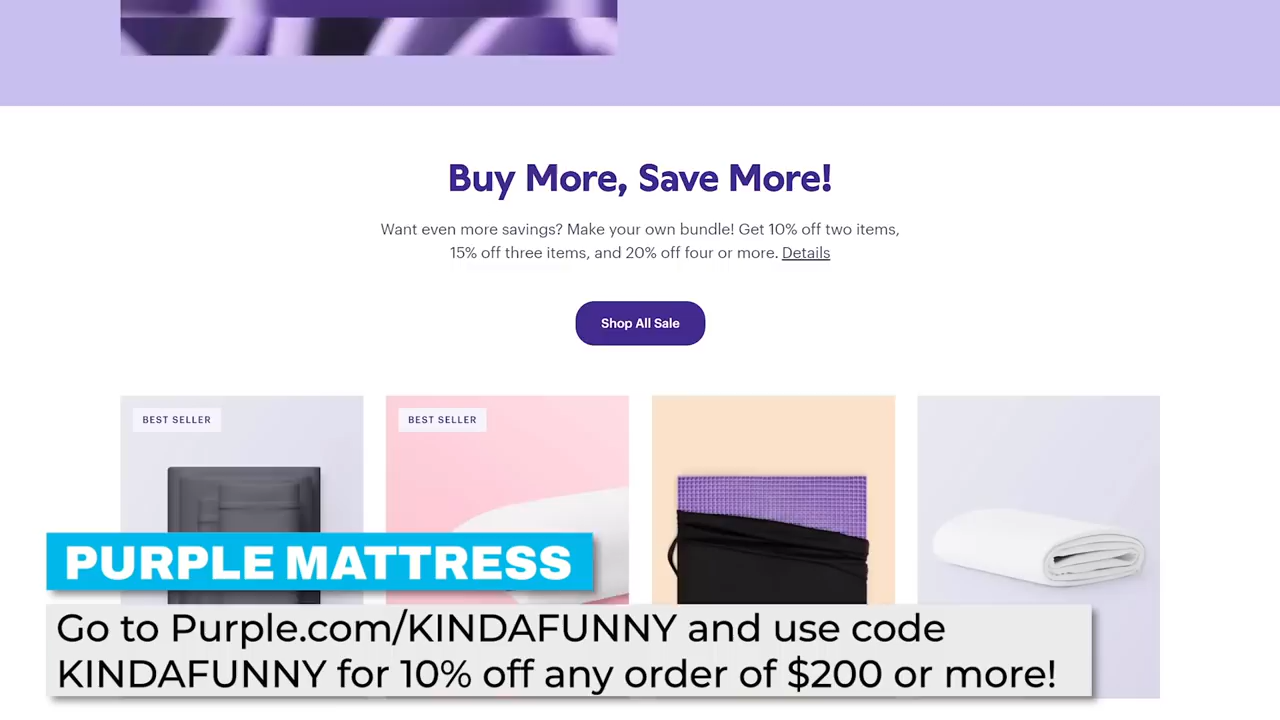 Buy More, Save More!
Want even more savings? Make your own bundle! Get 10% off two items,
15% off three items, and 20% off four or more. Details
Shop All Sale
BEST SELLER
BEST SELLER
PURPLE MATTRESS
Go to Purple.com/KINDAFUNNY and use code
KINDAFUNNY for 10% off any order of $200 or more!